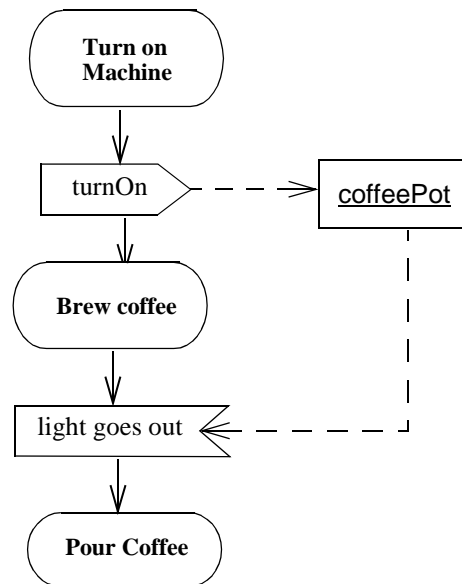 Turn on
Machine
turnOn
coffeePot
Brew coffee
light goes out
Pour Coffee